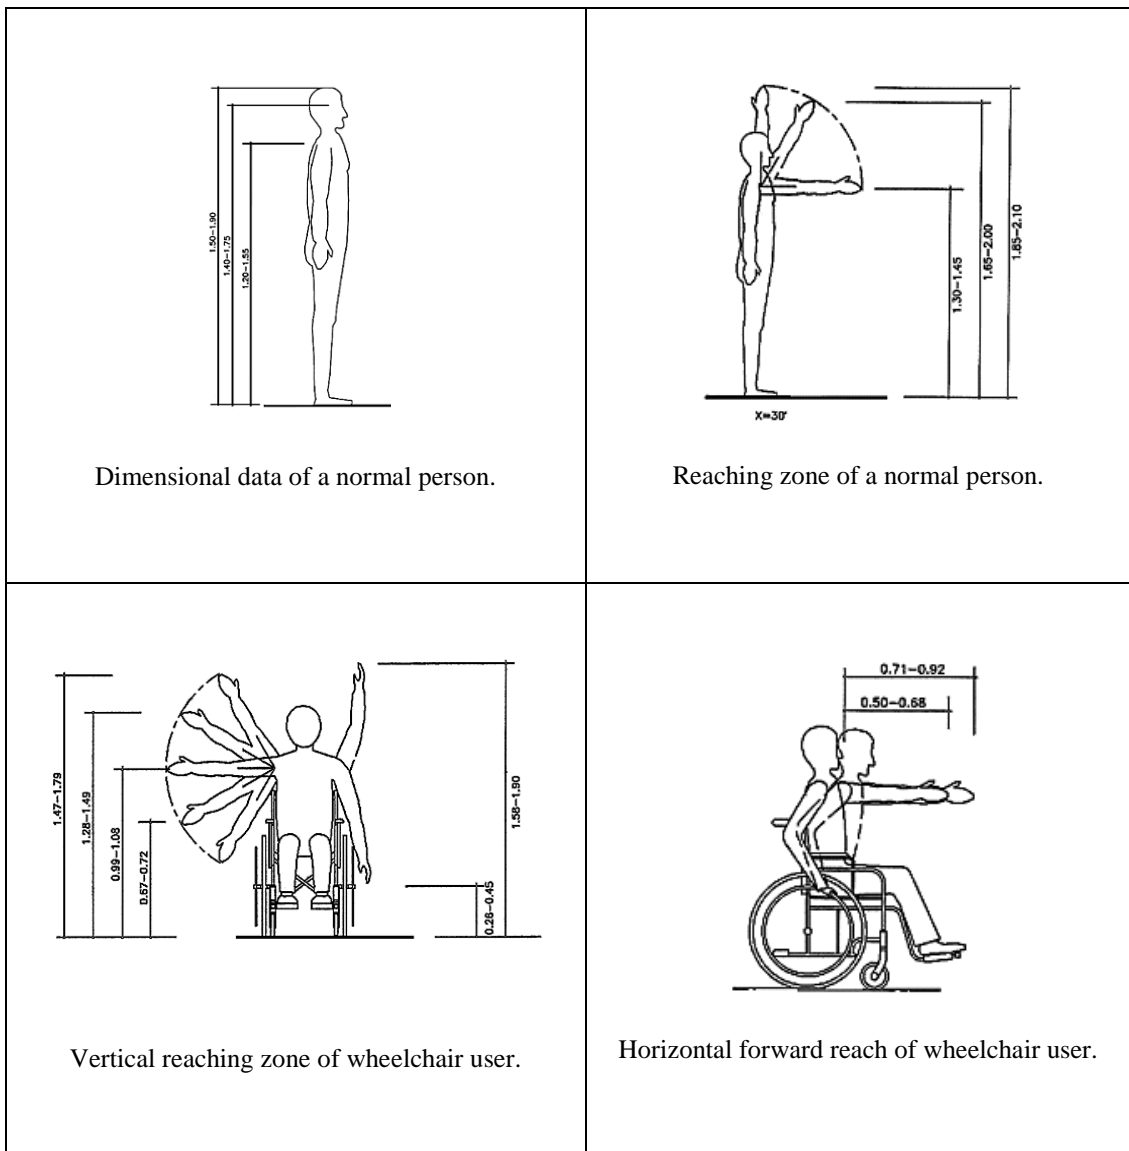 1.50-1.90
1.40-1.75
1.20-1.55
Dimensional data of a normal person.
1.30-1.45
1.65-2.00
1.85-2.10
X=30°
Reaching zone of a normal person.
1.47-1.79
1.28-1.49
0.99-1.08
0.67-0.72
1.58-1.90
0.28-0.45
Vertical reaching zone of wheelchair user.
0.71-0.92
0.50-0.68
Horizontal forward reach of wheelchair user.